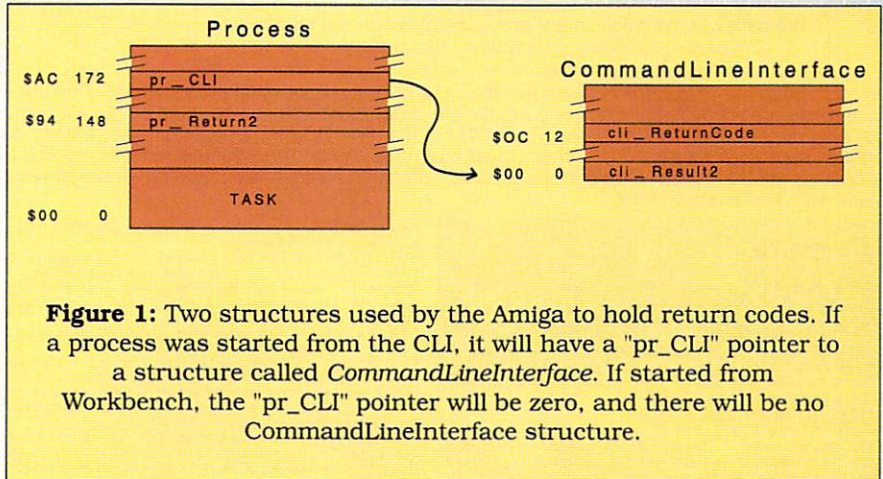 Process
$AC 172 pr_CLI
$94 148 pr_Return2
TASK
$00 0
CommandLineInterface
$0C 12 cli_ReturnCode
$00 0 cli_Result2
Figure 1: Two structures used by the Amiga to hold return codes. If
a process was started from the CLI, it will have a "pr_CLI" pointer to
a structure called CommandLineInterface. If started from
Workbench, the "pr_CLI" pointer will be zero, and there will be no
CommandLineInterface structure.